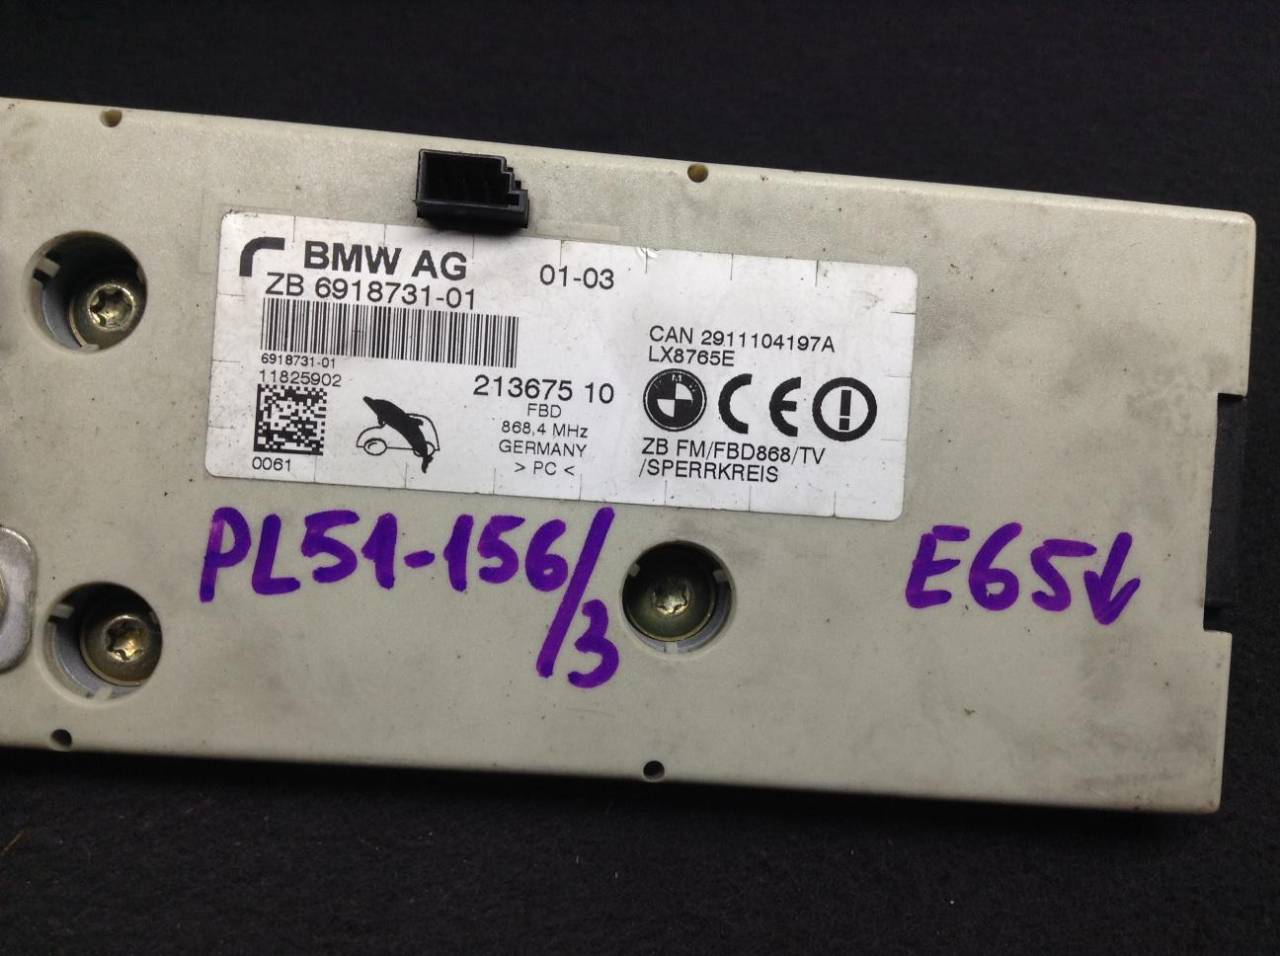 BMW AG
01-03
ZB 6918731-01
6918731-01
11825902
0061
213675 10
FBD
868,4 MHz
GERMANY
> PC <
CAN 2911104197A
LX8765E
CE
ZB FM/FBD868/TV
/SPERRKREIS
PL51-156/3
E65↓